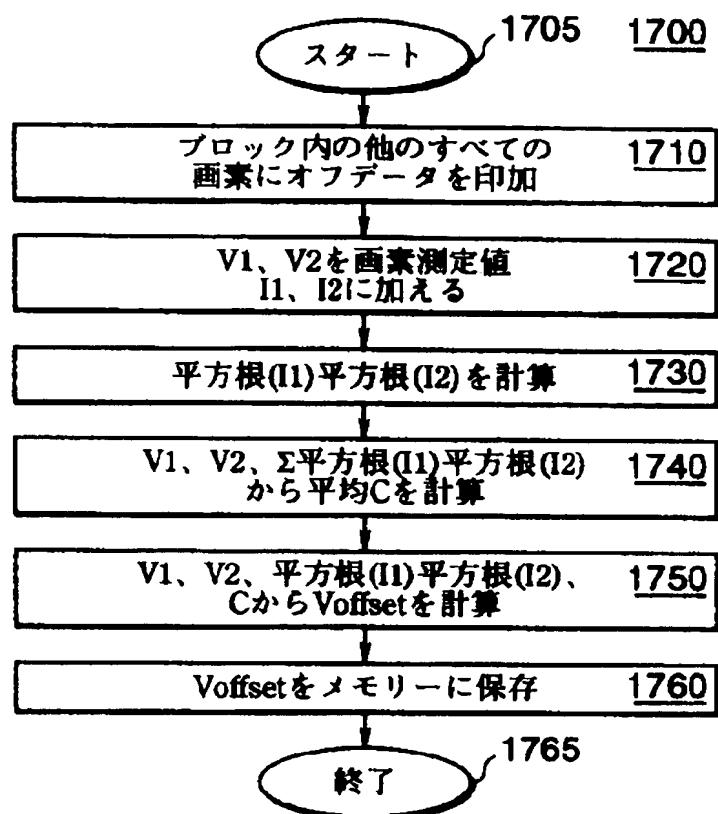 スタート
1705
1700
ブロック内の他のすべての
画素にオフデータを印加
1710
V1、V2を画素測定値
I1、I2に加える
1720
平方根(I1)平方根(I2)を計算
1730
V1、V2、Σ平方根(I1)平方根(I2)
から平均Cを計算
1740
V1、V2、平方根(I1)平方根(I2)、
CからVoffsetを計算
1750
Voffsetをメモリーに保存
1760
終了
1765